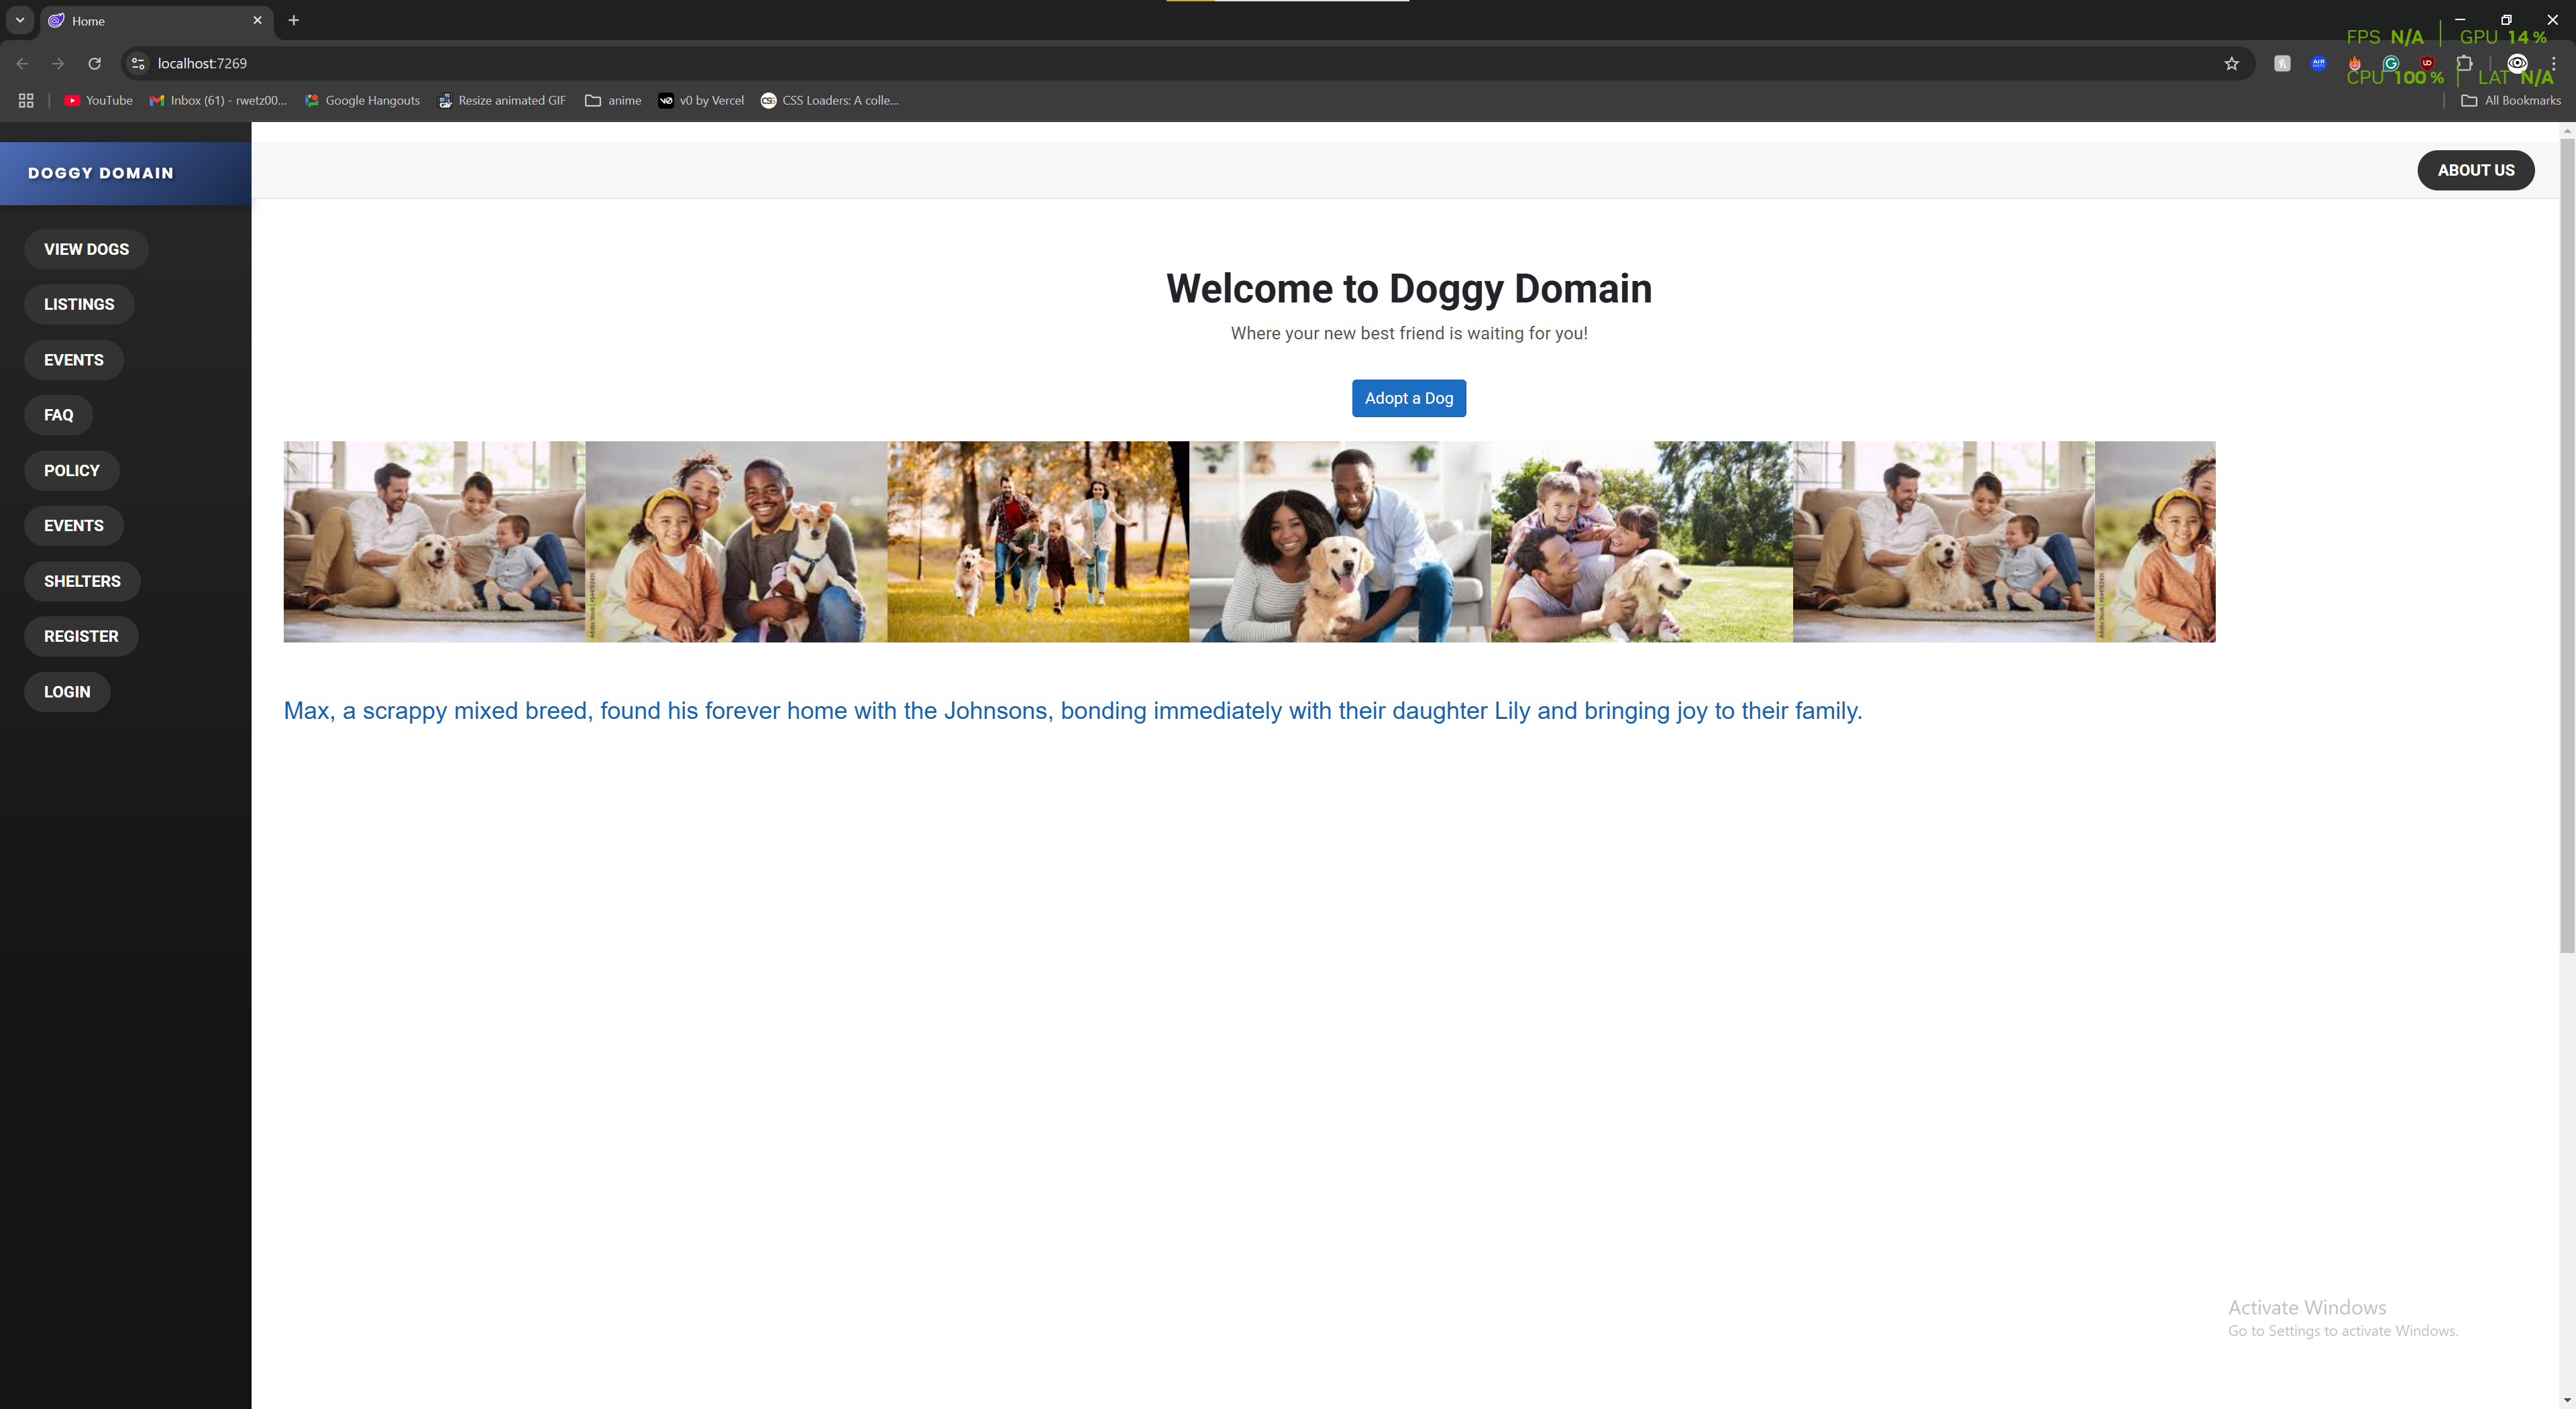 Home
localhost:7269
FPS N/A GPU 14 %
CPU 100 % LAT N/A
YouTube
Inbox (61) - rwetz00...
Google Hangouts
Resize animated GIF
anime
v0 by Vercel
CSS Loaders: A colle...
All Bookmarks
DOGGY DOMAIN
ABOUT US
VIEW DOGS
LISTINGS
EVENTS
FAQ
POLICY
EVENTS
SHELTERS
REGISTER
LOGIN
Welcome to Doggy Domain
Where your new best friend is waiting for you!
Adopt a Dog
Max, a scrappy mixed breed, found his forever home with the Johnsons, bonding immediately with their daughter Lily and bringing joy to their family.
Activate Windows
Go to Settings to activate Windows.